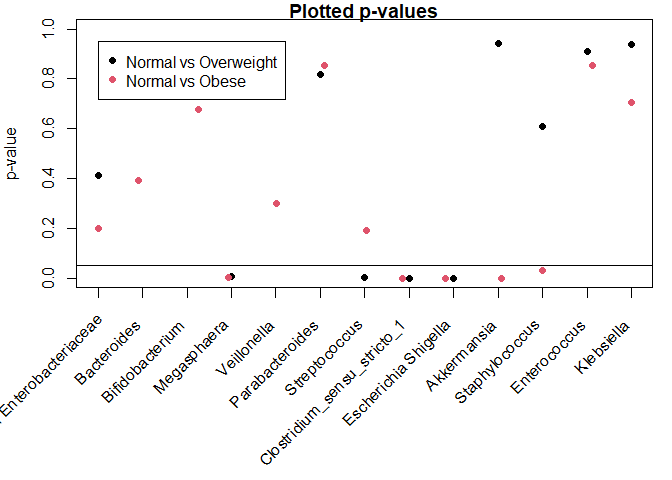 Plotted p-values
1.0
0.8
0.6
0.4
0.2
0.0
p-value
Normal vs Overweight
Normal vs Obese
Enterobacteriaceae
Bacteroides
Bifidobacterium
Megasphaera
Veillonella
Parabacteroides
Streptococcus
Clostridium_sensu_stricto_1
Escherichia Shigella
Akkermansia
Staphylococcus
Enterococcus
Klebsiella